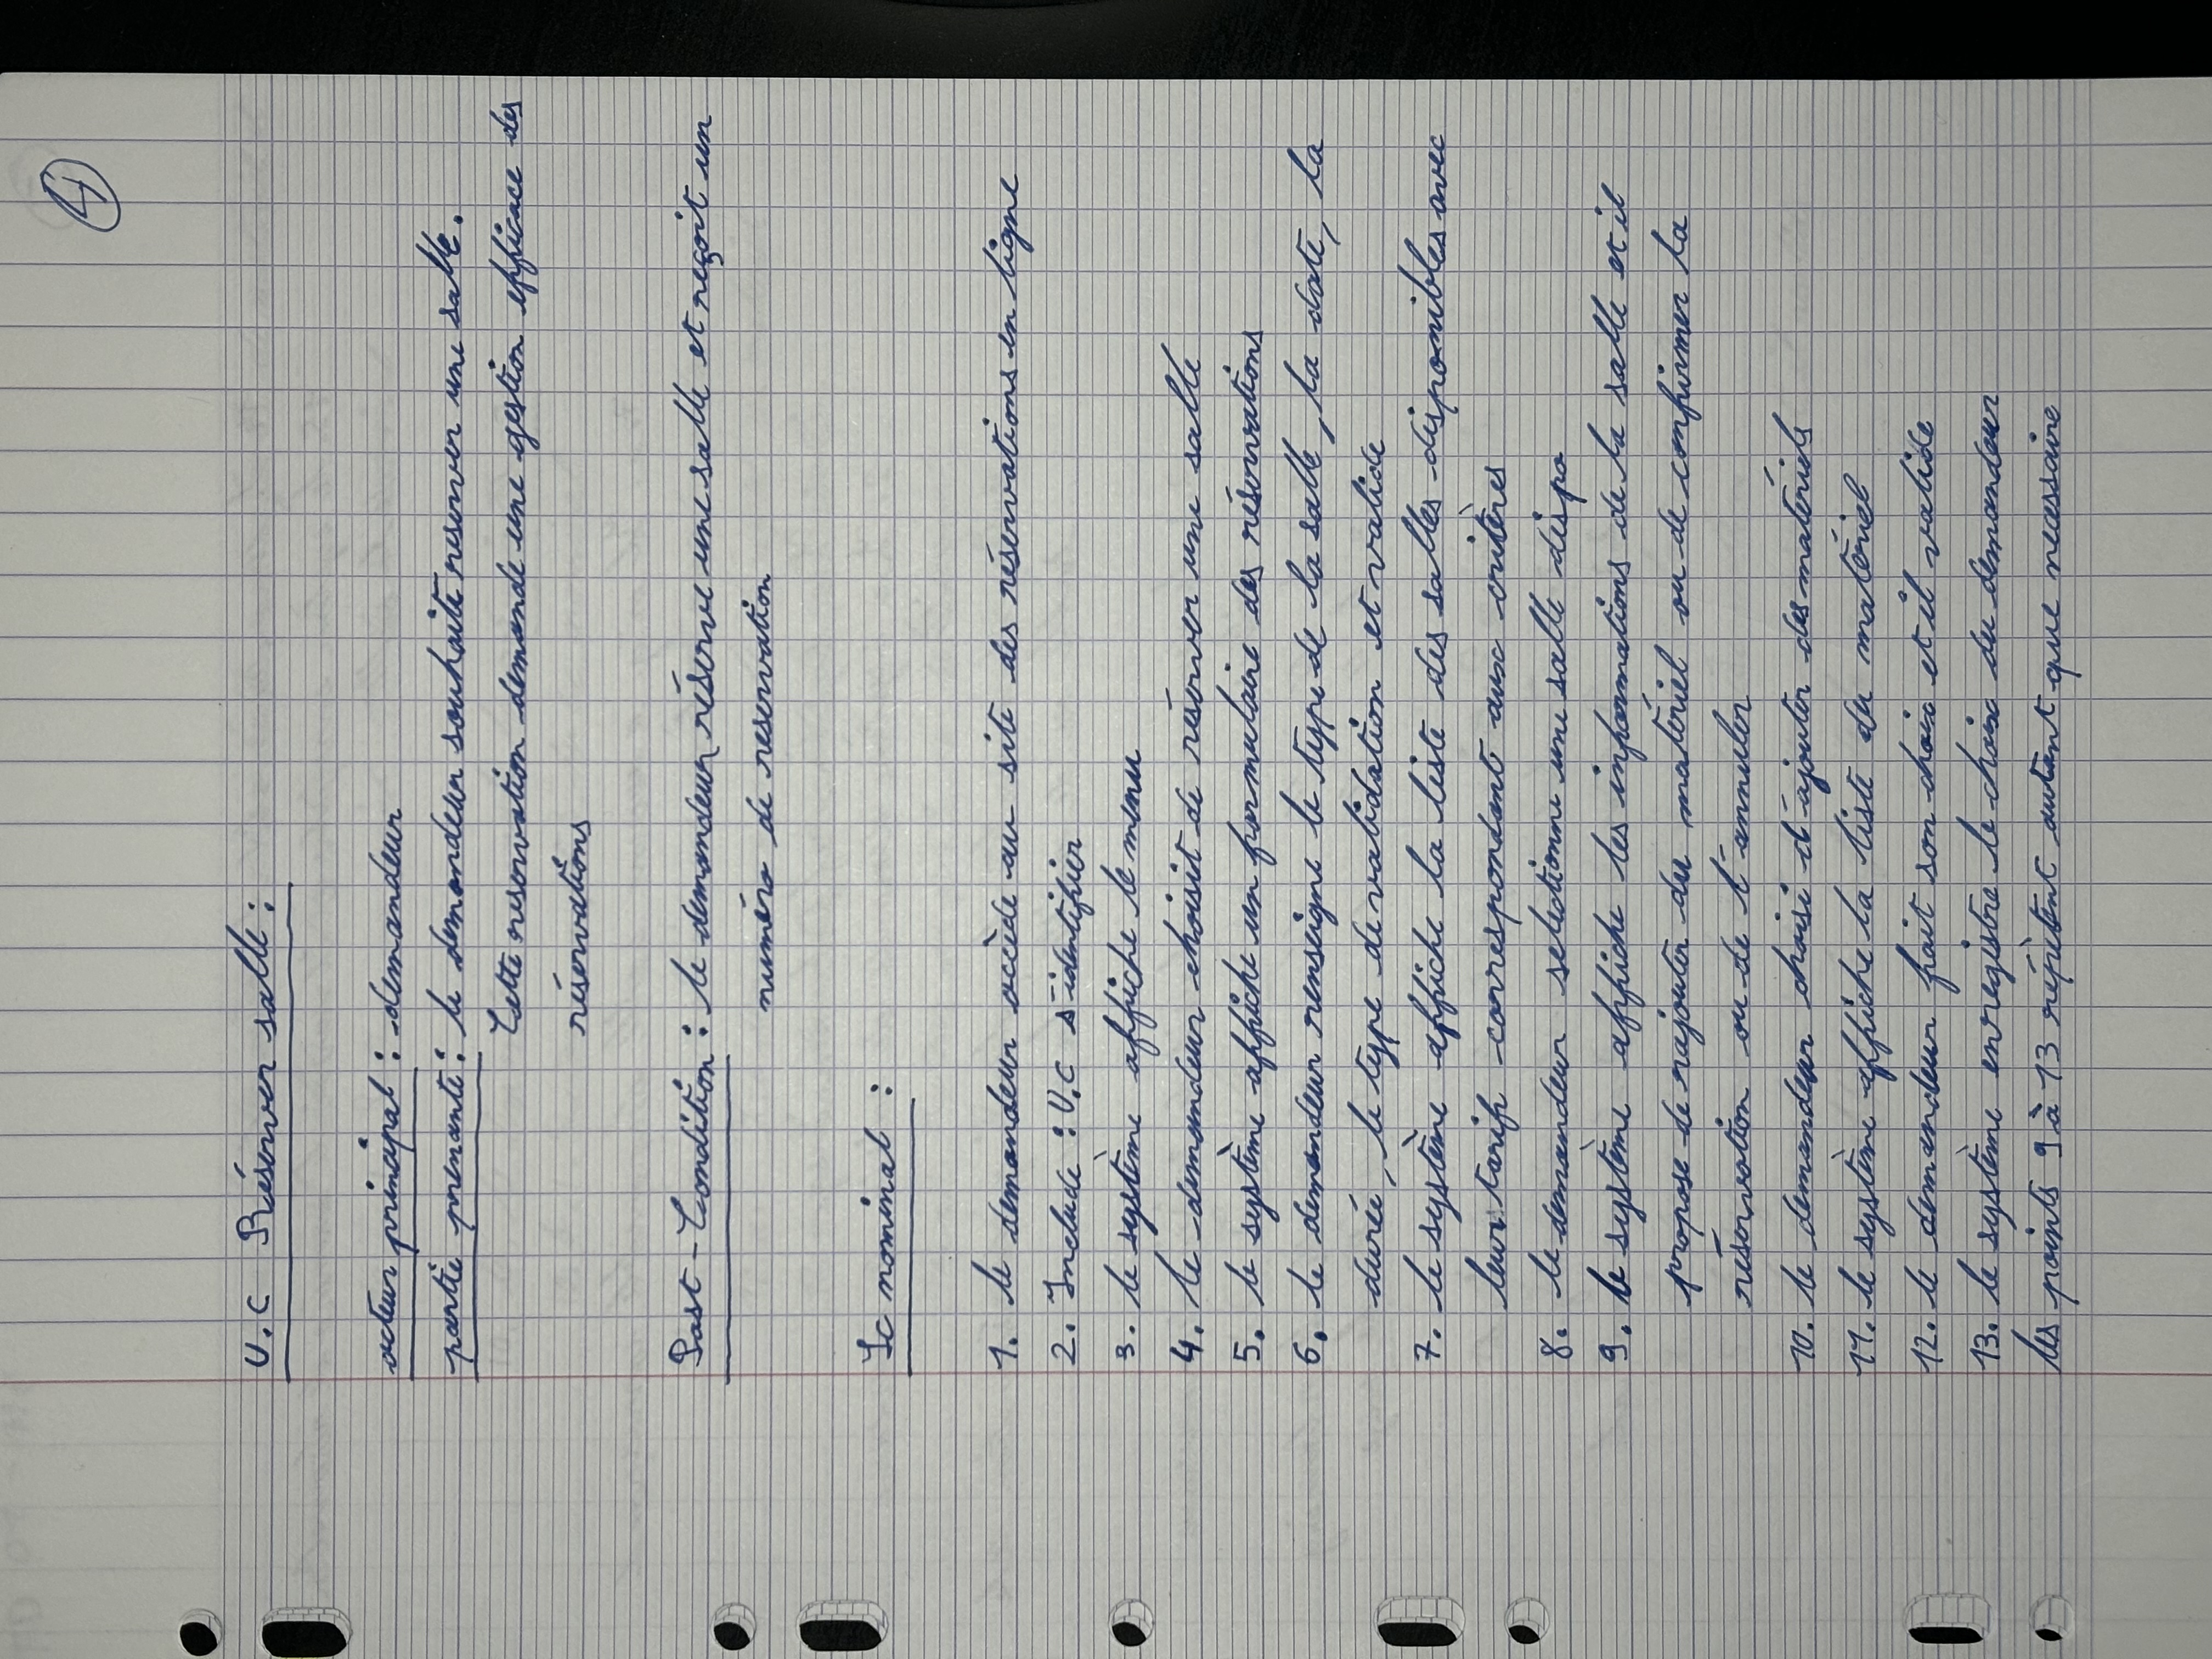 4
U.C Réserver salle :
acteur principal : demandeur
partie prenante : le demandeur souhaite reserver une salle.
Cette reservation demande une gestion efficace des
réservations
Post-Condition : le demandeur réserve une salle et reçoit un
numéro de reservation
Sc nominal :
1. le demandeur accède au site des réservations en ligne
2. Include : U.C s'identifier
3. le système affiche le menu
4. le demandeur choisit de réserver une salle
5. le système affiche un formulaire des réservations
6. le demandeur renseigne le type de la salle, la date, la
durée, le type de validation et valide
7. le système affiche la liste des salles disponibles avec
leur tarif correspondant aux critères
8. le demandeur selectionne une salle dispo
9. le système affiche les informations de la salle et il
propose de rajouter du matériel ou de confirmer la
réservation ou de l'annuler
10. le demandeur choisi d'ajouter des matériels
11. le système affiche la liste du matériel
12. le demandeur fait son choix et il valide
13. le système enregistre le choix du demandeur
les points 9 à 13 répètent autant que necessaire